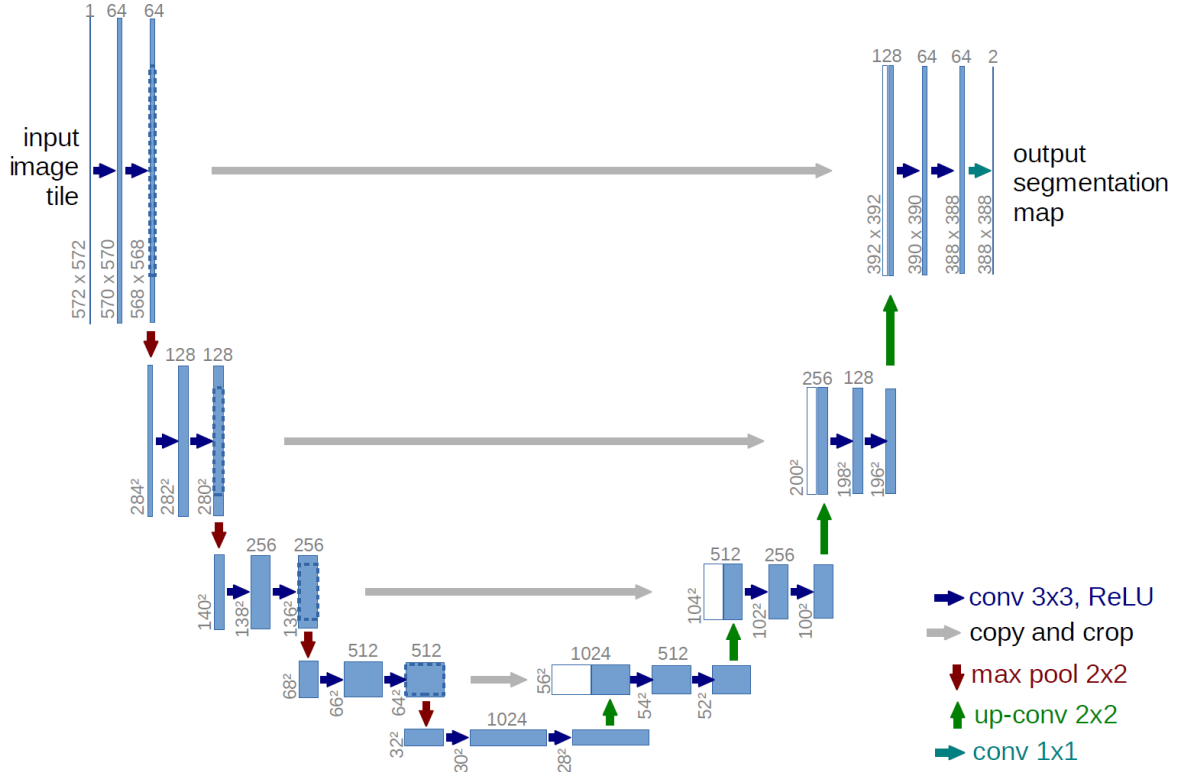 1 64 64
input
image
tile
572 x 572
570 x 570
568 x 568
128 64 64 2
output
segmentation
map
392 x 392
390 x 390
388 x 388
388 x 388
128 128
284²
282²
280²
256 128
200²
198²
196²
256 256
140²
138²
136²
512 256
104²
102²
100²
512 512
68²
66²
64²
1024 512
56²
54²
52²
1024
32²
30²
28²
conv 3x3, ReLU
copy and crop
max pool 2x2
up-conv 2x2
conv 1x1